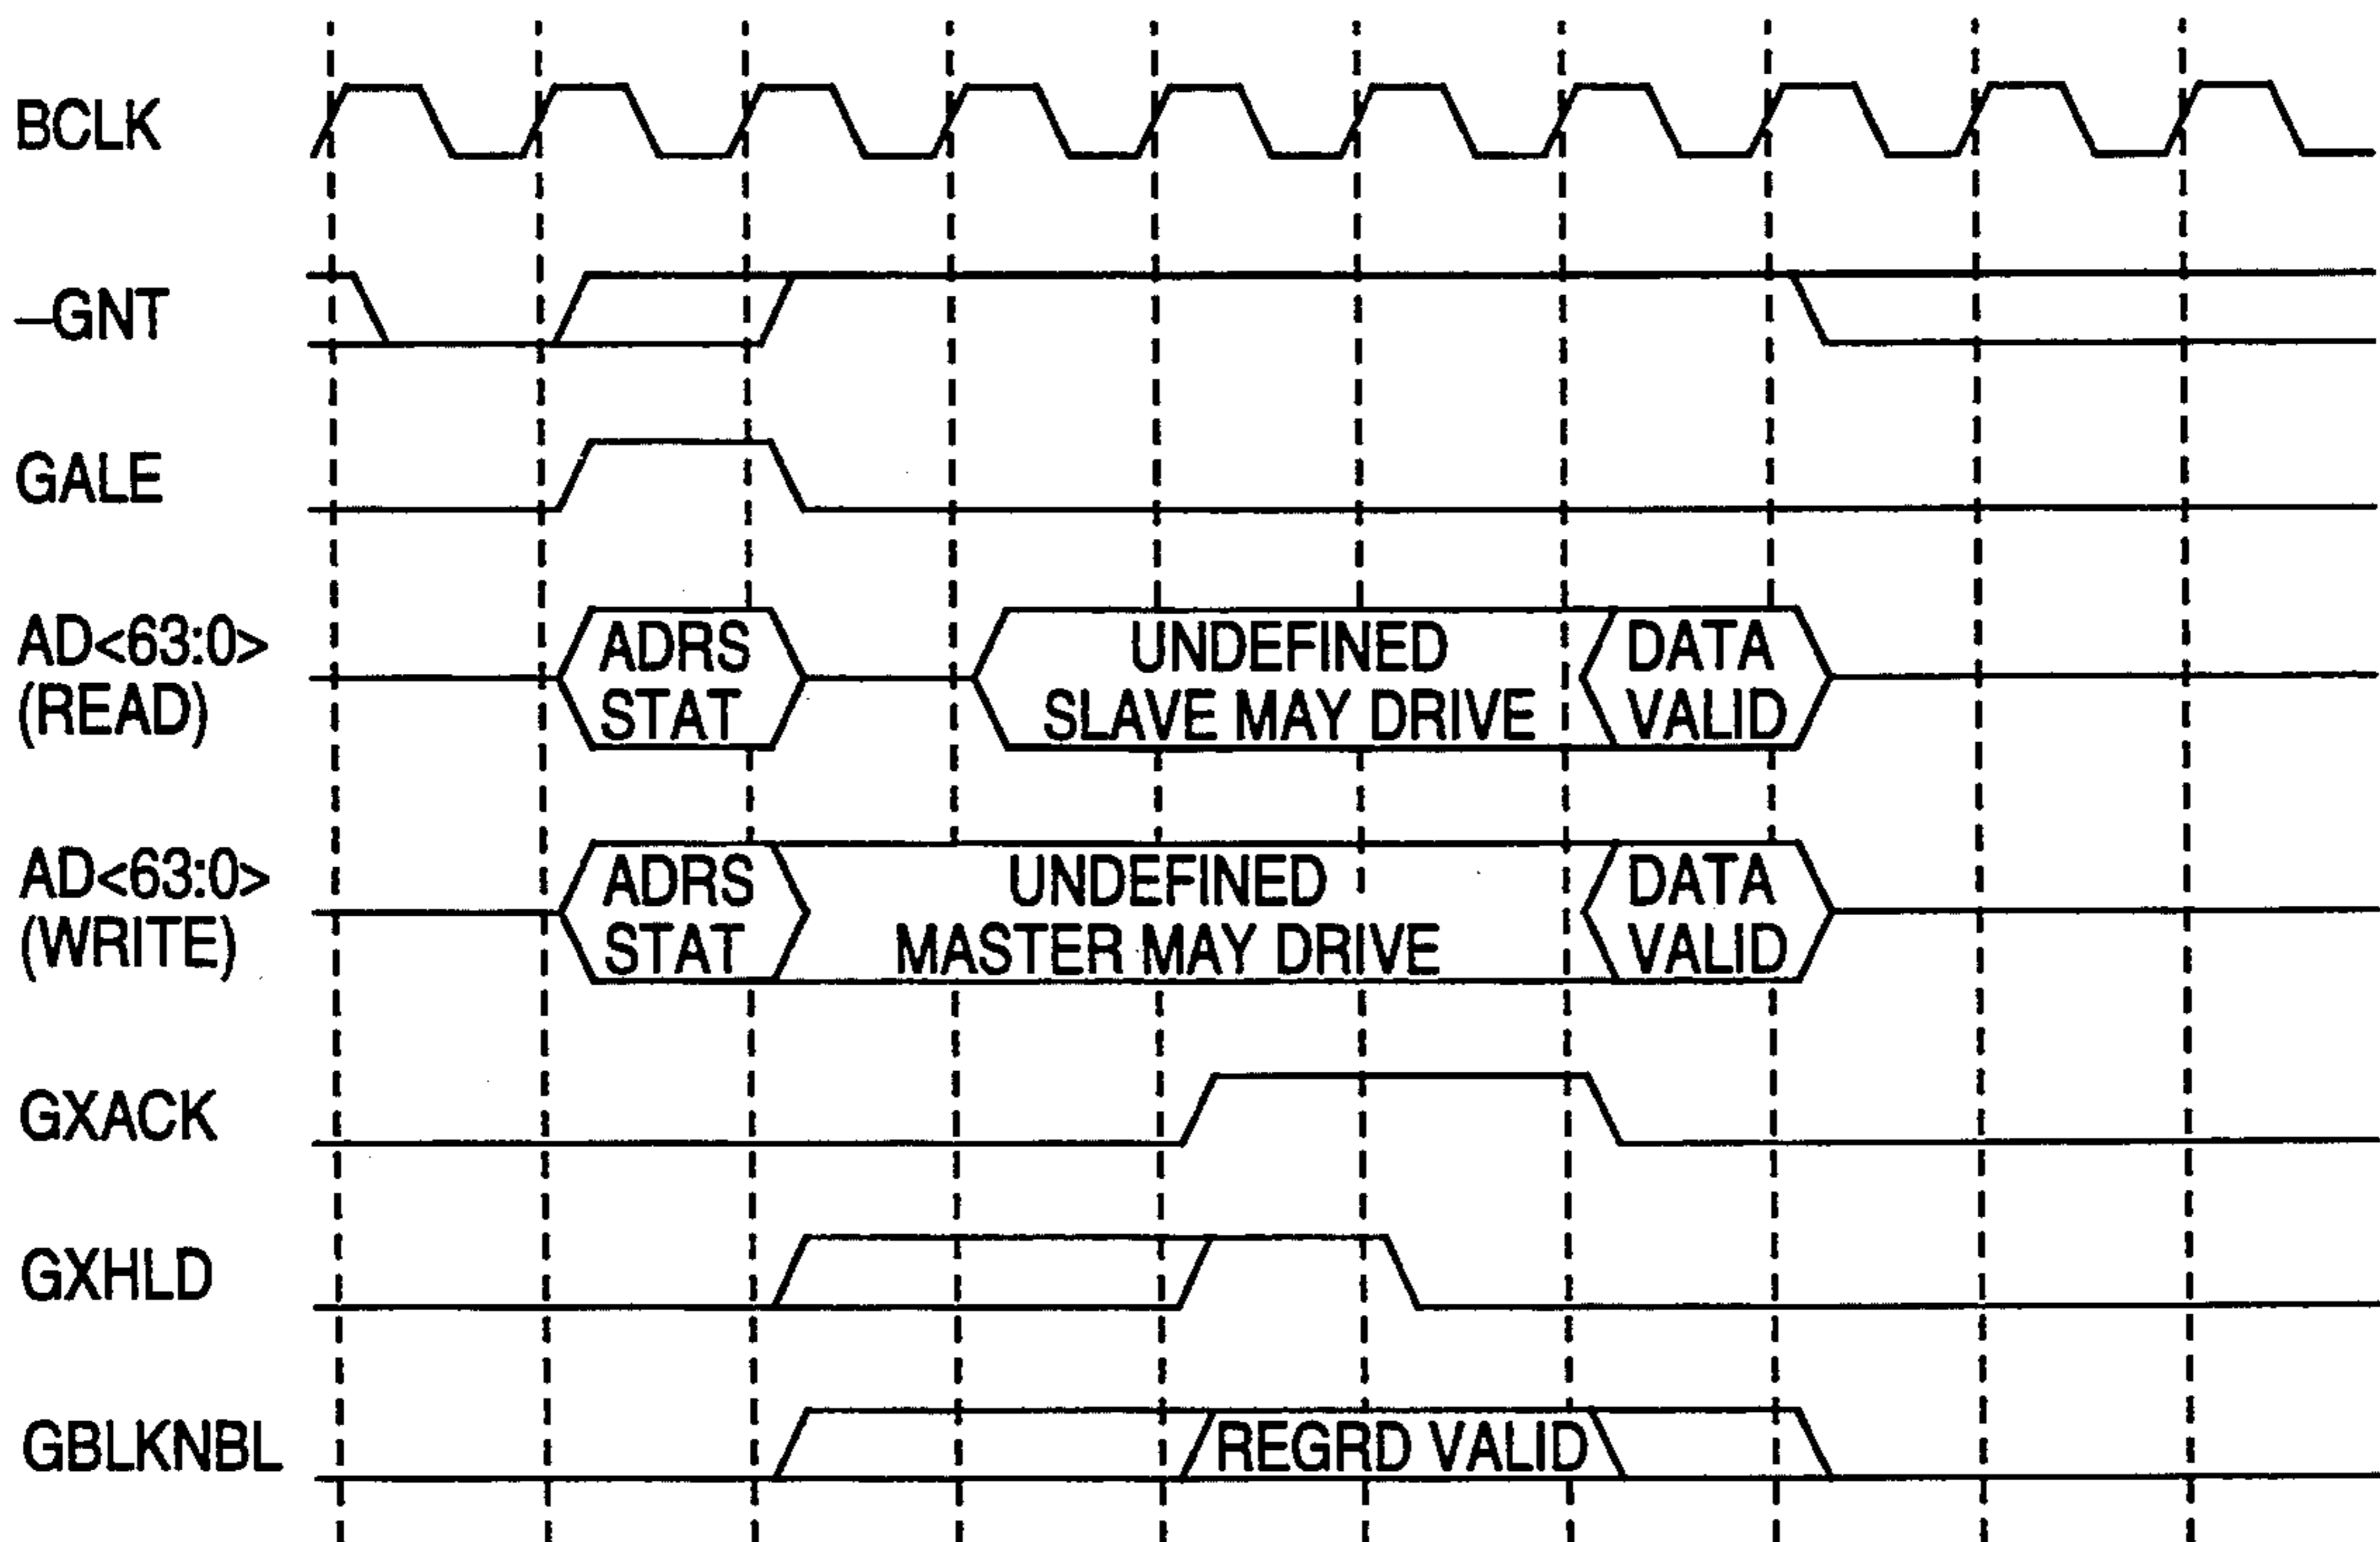 BCLK
–GNT
GALE
AD<63:0>
(READ)
ADRS
STAT
UNDEFINED
SLAVE MAY DRIVE
DATA
VALID
AD<63:0>
(WRITE)
ADRS
STAT
UNDEFINED
MASTER MAY DRIVE
DATA
VALID
GXACK
GXHLD
GBLKNBL
REGRD VALID